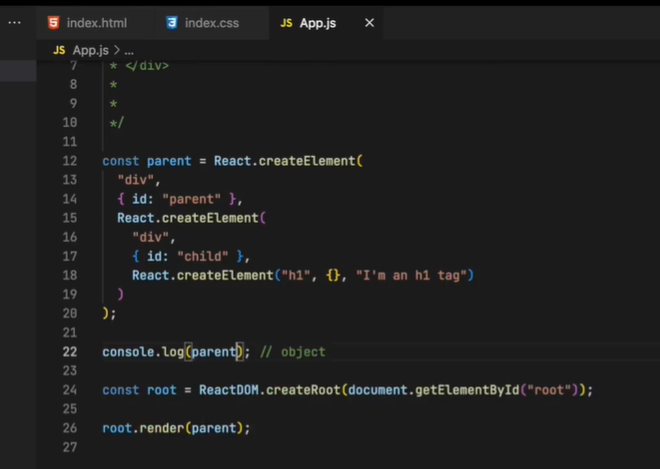 ... index.html index.css JS App.js ×
JS App.js > ...
7 * </div>
8 *
9 *
10 */
11
12 const parent = React.createElement(
13 "div",
14 { id: "parent" },
15 React.createElement(
16 "div",
17 { id: "child" },
18 React.createElement("h1", {}, "I'm an h1 tag")
19 )
20 );
21
22 console.log(parent); // object
23
24 const root = ReactDOM.createRoot(document.getElementById("root"));
25
26 root.render(parent);
27